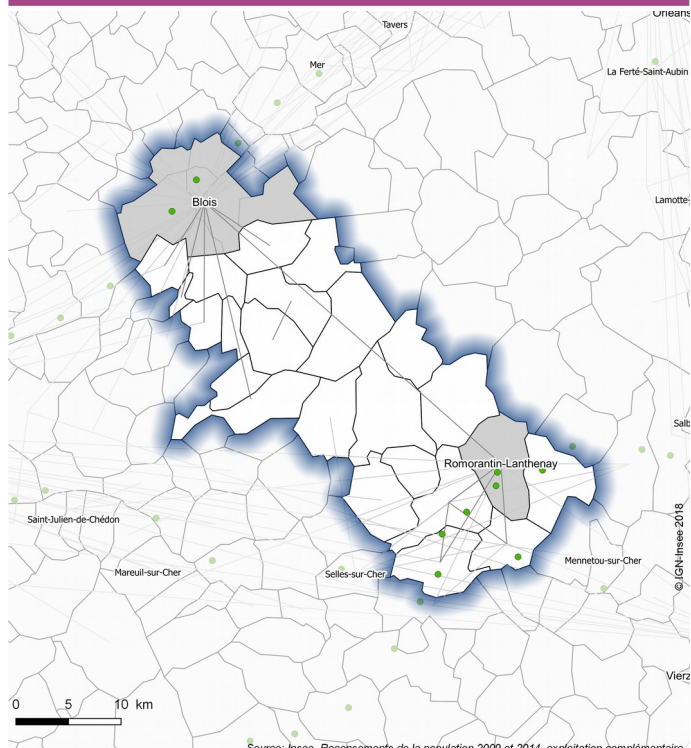 Orléans
Tavers
Mer
La Ferté-Saint-Aubin
Lamotte-
Blois
Salb
Romorantin-Lanthenay
Saint-Julien-de-Chédon
Mareuil-sur-Cher
Selles-sur-Cher
Mennetou-sur-Cher
© IGN-Insee 2018
Vierz
0 5 10 km
Source: Insee, Recensements de la population 2009 et 2014, exploitation complémentaire